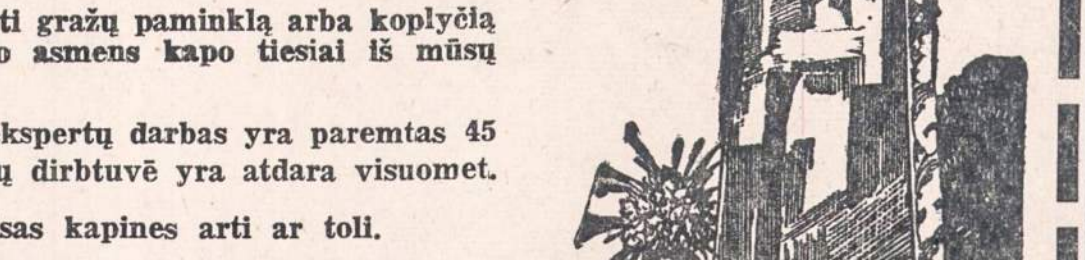 ti gražų paminklą arba koplyčią
o asmens kapo tiesiai iš mūsų
kspertų darbas yra paremtas 45
ų dirbtuvē yra atdara visuomet.
sas kapines arti ar toli.